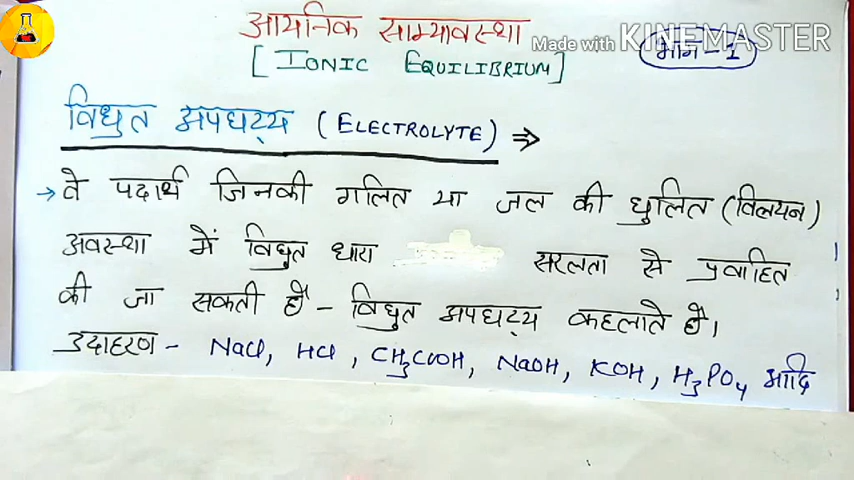 आयनिक साम्यावस्था
Made with KINEMASTER
[IONIC EQUILIBRIUM]
भाग-1
विधुत अपघट्य (ELECTROLYTE) ⇒
→ वे पदार्थ जिनकी गलित या जल की घुलित (विलयन)
अवस्था में विधुत धारा सरलता से प्रवाहित
की जा सकती है - विधुत अपघट्य कहलाते है।
उदाहरण - NaCl, HCl, CH₃COOH, NaOH, KOH, H₃PO₄ आदि